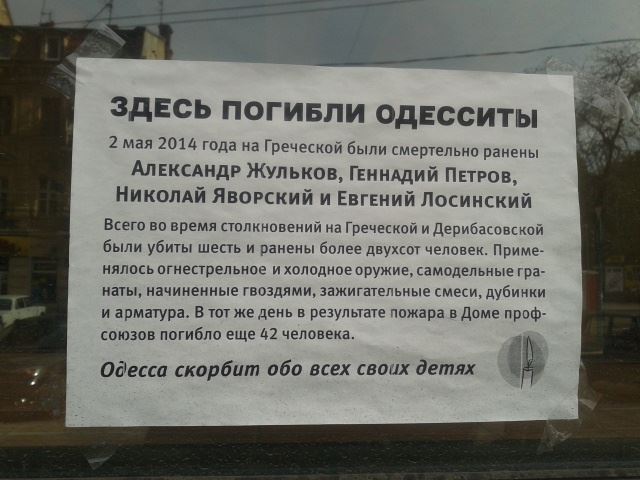 ЗДЕСЬ ПОГИБЛИ ОДЕССИТЫ
2 мая 2014 года на Греческой были смертельно ранены
Александр Жульков, Геннадий Петров,
Николай Яворский и Евгений Лосинский
Всего во время столкновений на Греческой и Дерибасовской
были убиты шесть и ранены более двухсот человек. Приме-
нялось огнестрельное и холодное оружие, самодельные гра-
наты, начиненные гвоздями, зажигательные смеси, дубинки
и арматура. В тот же день в результате пожара в Доме проф-
союзов погибло еще 42 человека.
Одесса скорбит обо всех своих детях